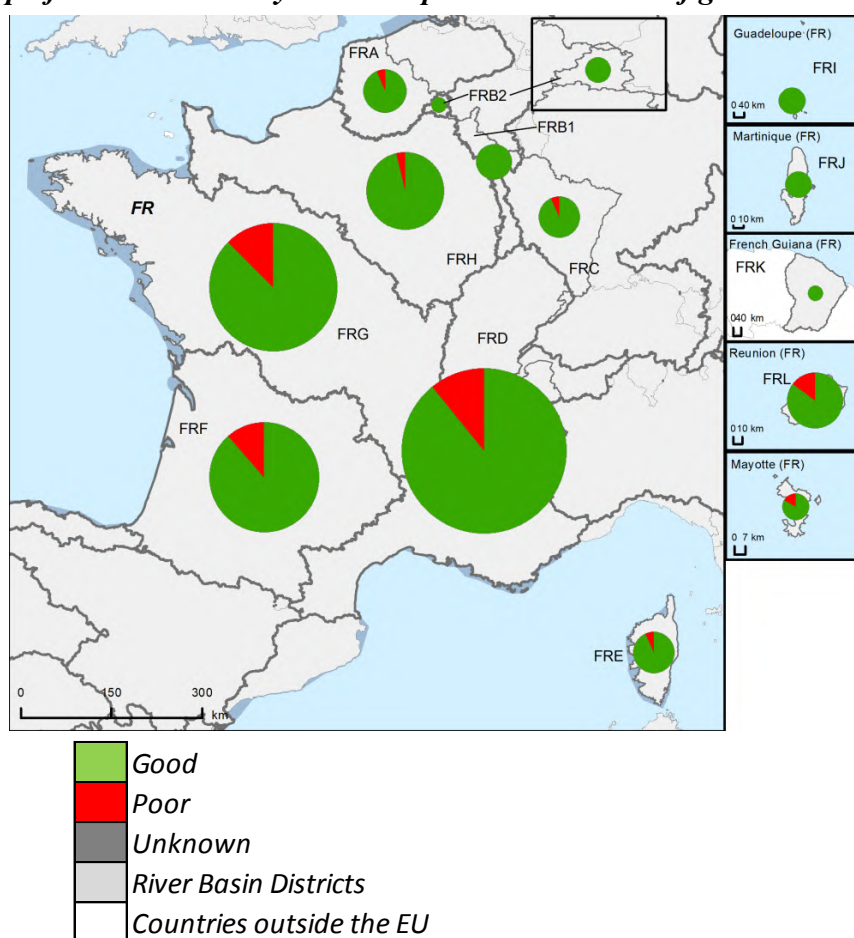 FRA
FRB2
FRB1
FR
FRH
FRC
FRG
FRD
FRF
FRE
0 150 300
km
Guadeloupe (FR)
FRI
0 40 km
Martinique (FR)
FRJ
0 10 km
French Guiana (FR)
FRK
0 40 km
Reunion (FR)
FRL
0 10 km
Mayotte (FR)
0 7 km
Good
Poor
Unknown
River Basin Districts
Countries outside the EU